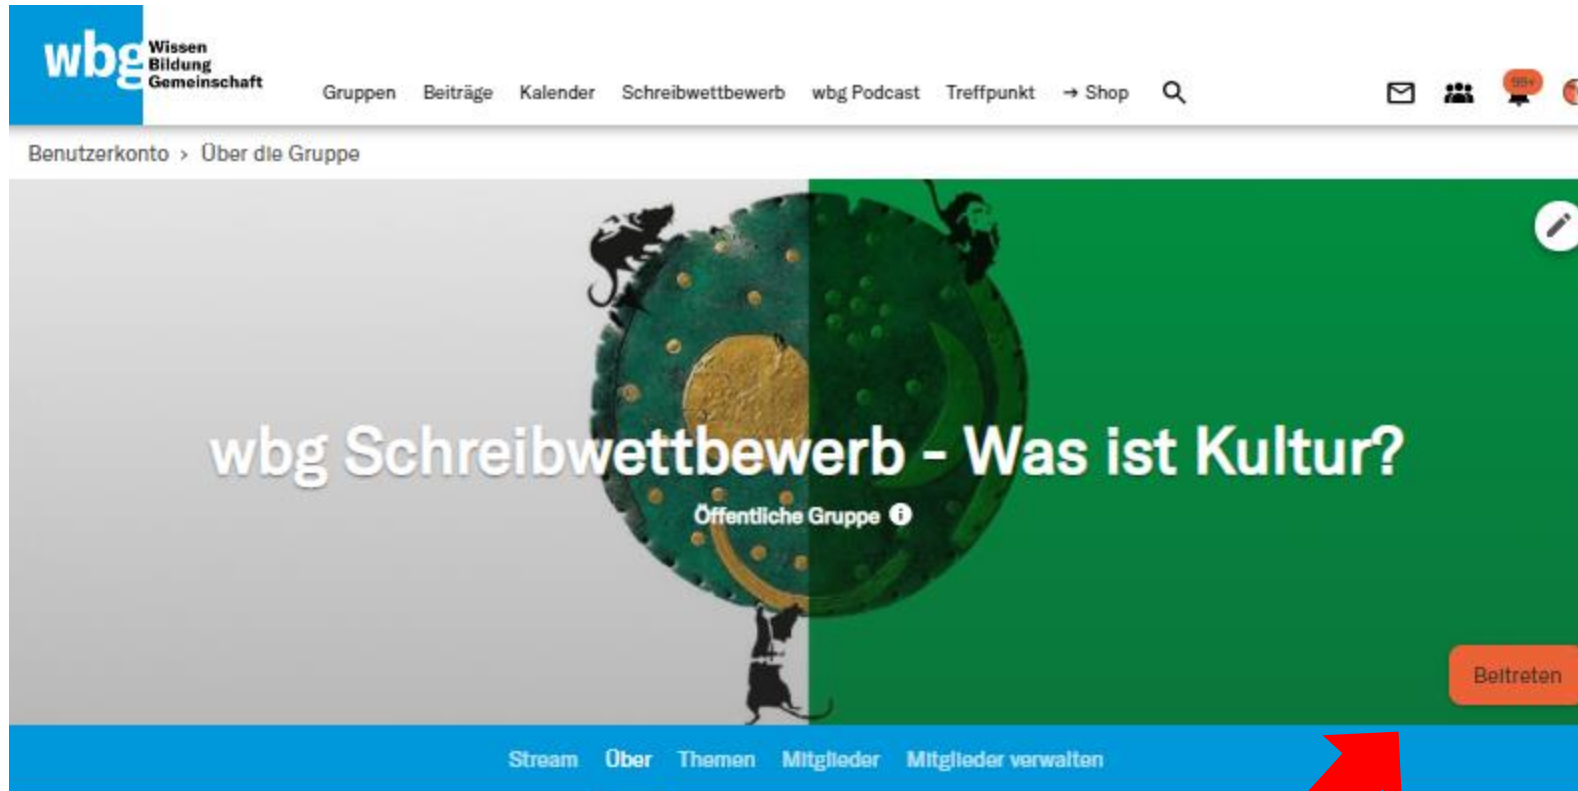 wbg Wissen
Bildung
Gemeinschaft
Gruppen Beiträge Kalender Schreibwettbewerb wbg Podcast Treffpunkt → Shop
99+
Benutzerkonto > Über die Gruppe
wbg Schreibwettbewerb - Was ist Kultur?
Öffentliche Gruppe
Beitreten
Stream Über Themen Mitglieder Mitglieder verwalten